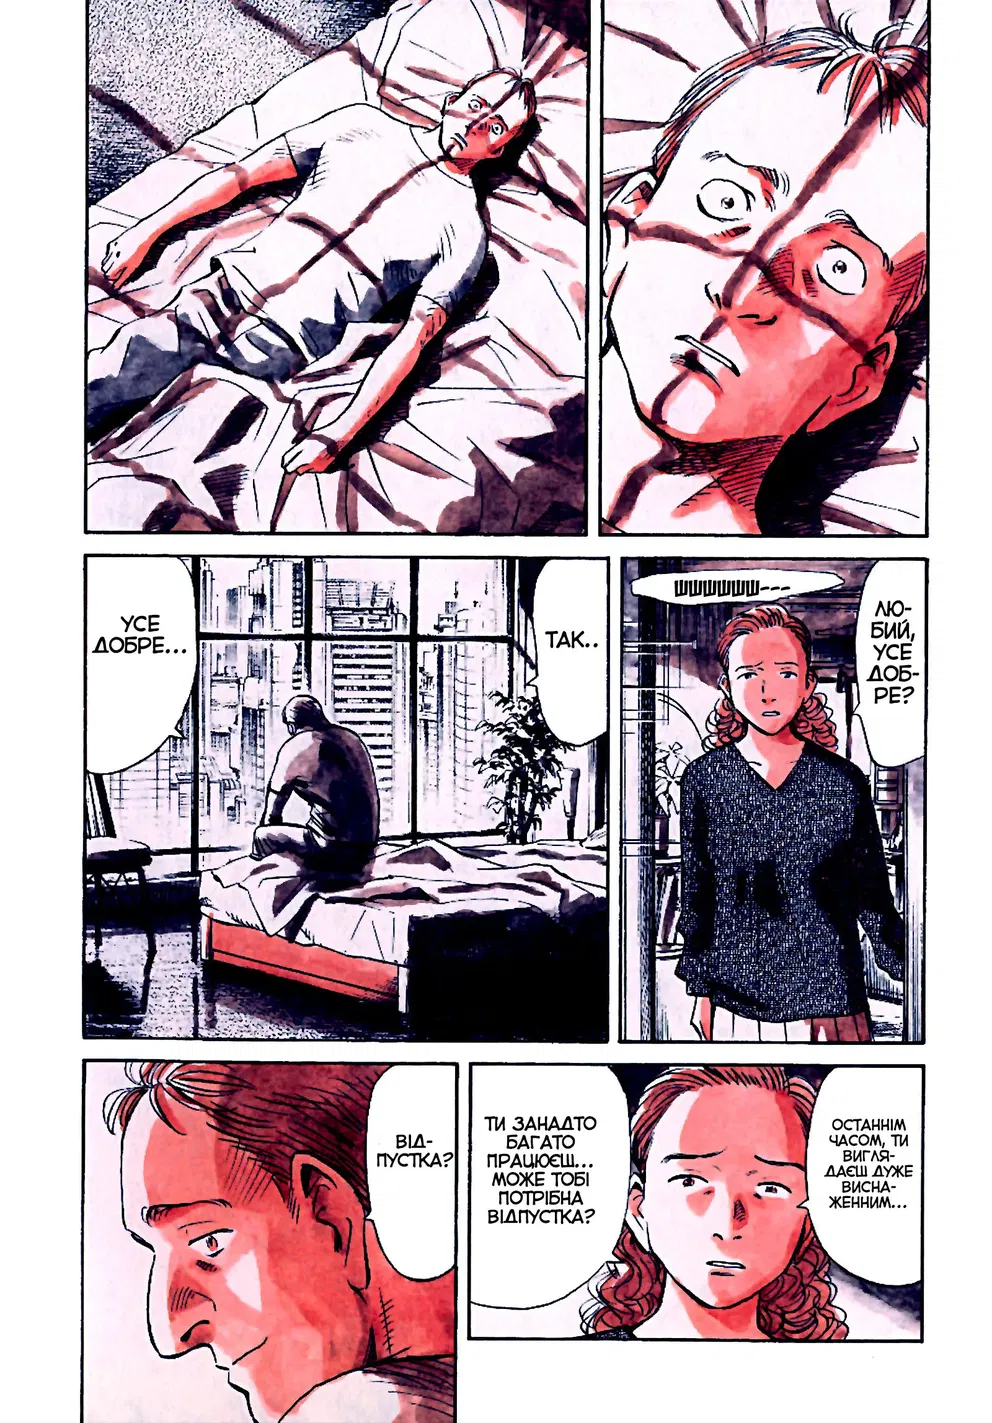 ШШШШШШ----
ЛЮ-
БИЙ,
УСЕ
ДОБ-
РЕ?
ТАК..
УСЕ
ДОБРЕ...
ОСТАННІМ
ЧАСОМ, ТИ
ВИГЛЯ-
ДАЄШ ДУЖЕ
ВИСНА-
ЖЕННИМ...
ТИ ЗАНАДТО
БАГАТО
ПРАЦЮЄШ...
МОЖЕ ТОБІ
ПОТРІБНА
ВІДПУСТКА?
ВІД-
ПУСТКА?